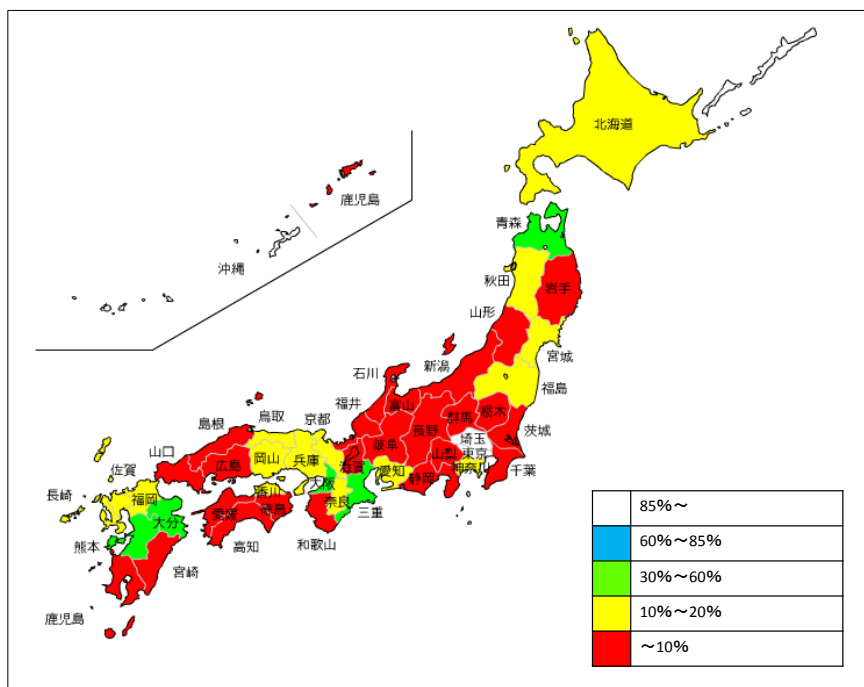 北海道
鹿児島
青森
沖縄
秋田
岩手
山形
宮城
新潟
石川
福島
福井
富山
群馬
栃木
鳥取
京都
島根
長野
茨城
埼玉
岐阜
山口
岡山
兵庫
広島
滋賀
山梨
東京
佐賀
愛知
静岡
神奈川
千葉
大阪
長崎
福岡
香川
奈良
大分
愛媛
徳島
三重
熊本
高知
和歌山
宮崎
鹿児島
85%～
60%～85%
30%～60%
10%～20%
～10%